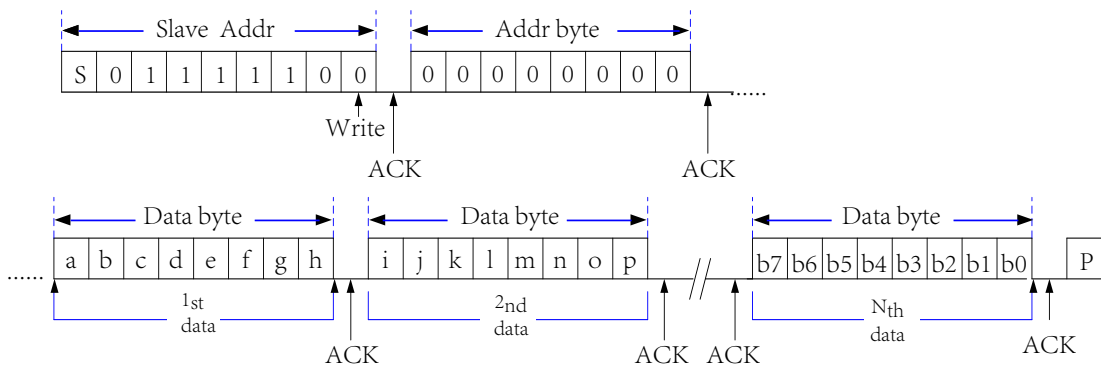 Slave Addr Addr byte
S 0 1 1 1 1 1 0 0 0 0 0 0 0 0 0 0
......
Write
ACK ACK
Data byte Data byte Data byte
...... a b c d e f g h i j k l m n o p // b7 b6 b5 b4 b3 b2 b1 b0 P
1st data 2nd data Nth data
ACK ACK ACK ACK